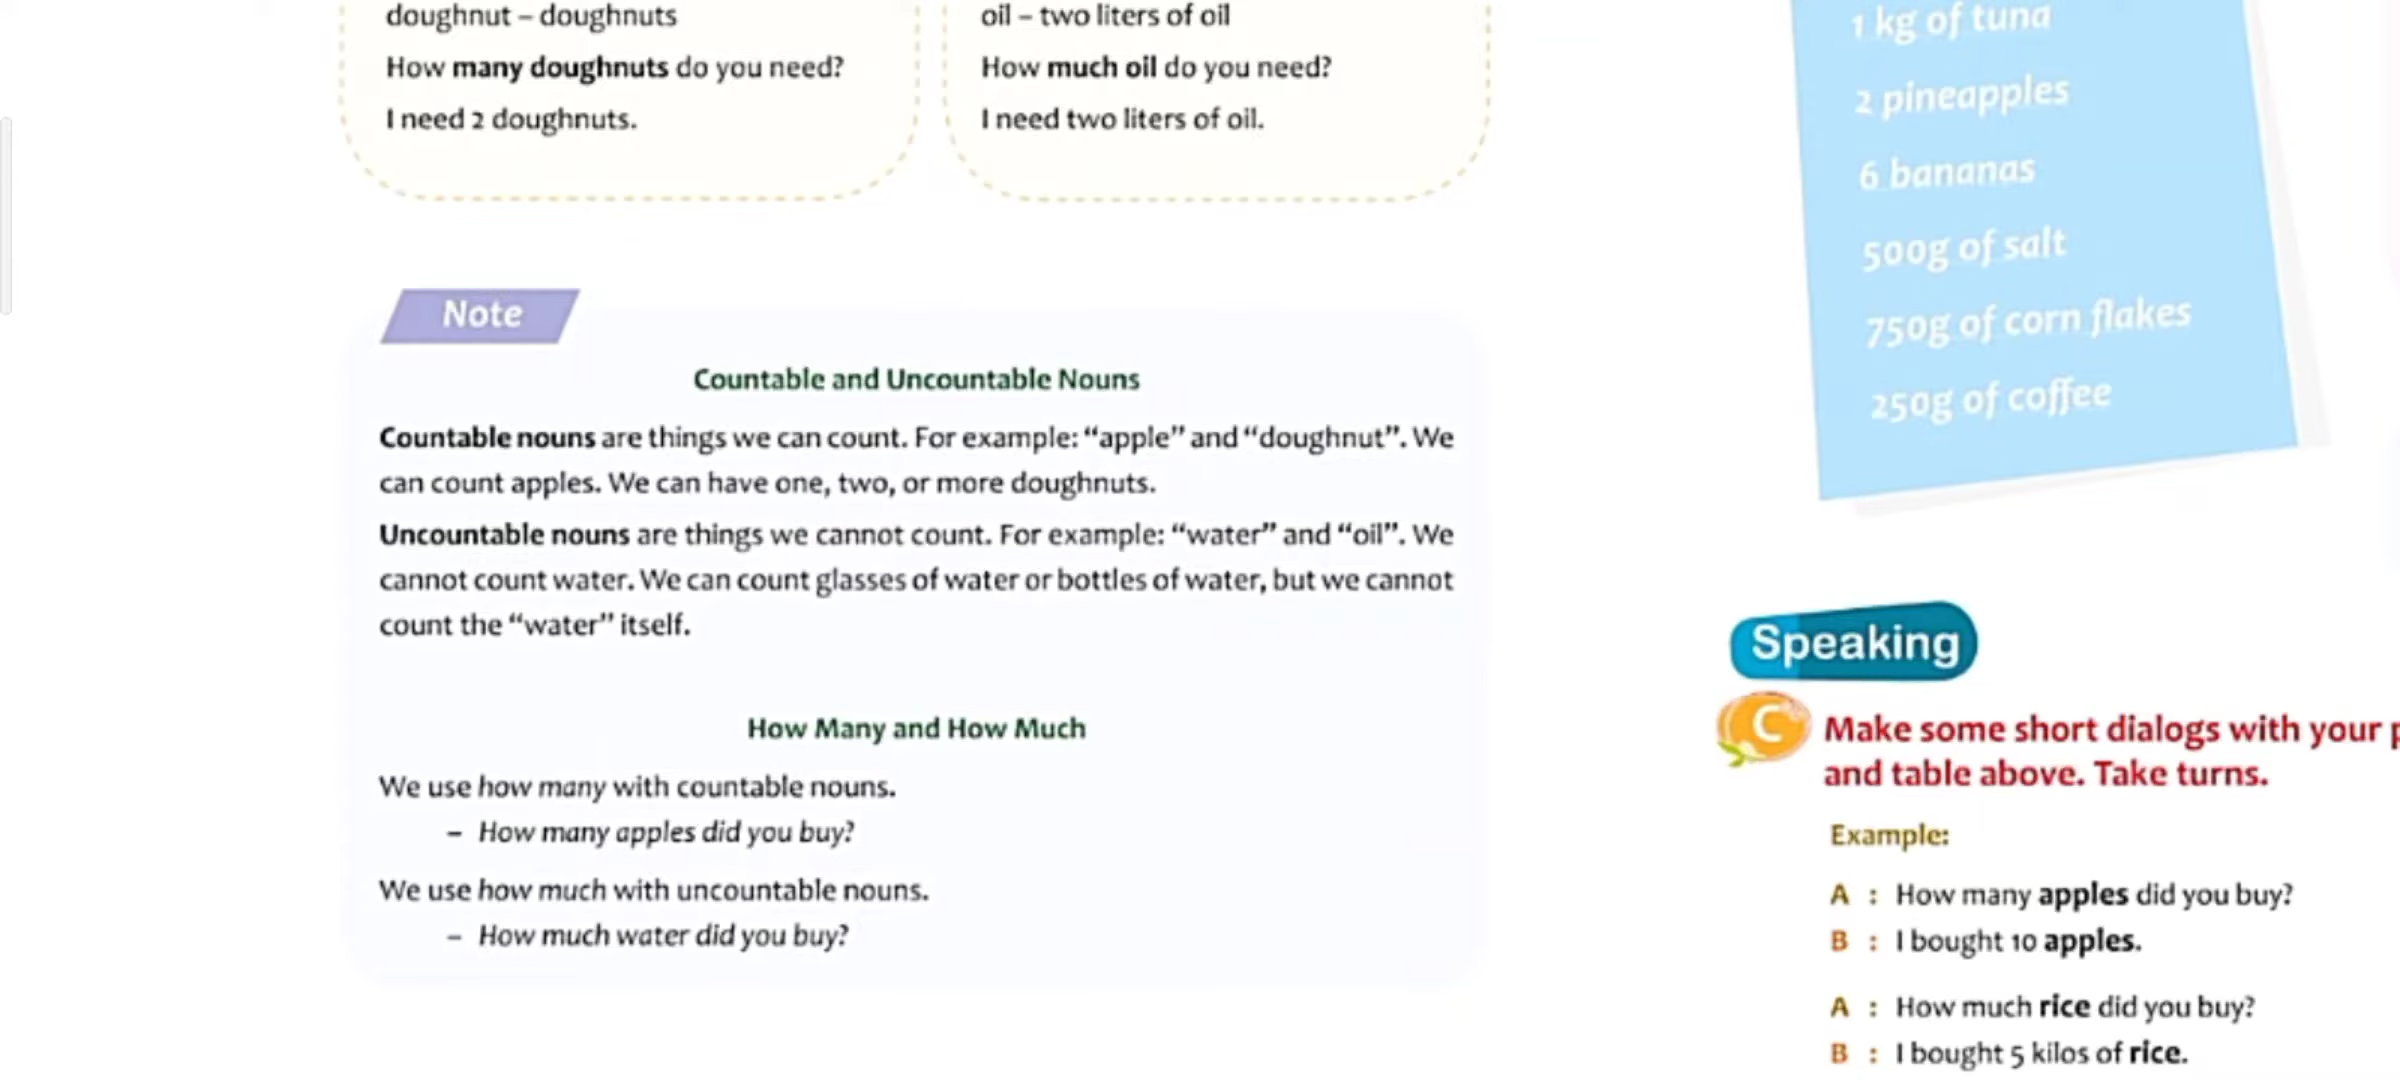 doughnut – doughnuts
How many doughnuts do you need?
I need 2 doughnuts.
oil – two liters of oil
How much oil do you need?
I need two liters of oil.
Note
Countable and Uncountable Nouns
Countable nouns are things we can count. For example: “apple” and “doughnut”. We
can count apples. We can have one, two, or more doughnuts.
Uncountable nouns are things we cannot count. For example: “water” and “oil”. We
cannot count water. We can count glasses of water or bottles of water, but we cannot
count the “water” itself.
How Many and How Much
We use how many with countable nouns.
– How many apples did you buy?
We use how much with uncountable nouns.
– How much water did you buy?
1 kg of tuna
2 pineapples
6 bananas
500g of salt
750g of corn flakes
250g of coffee
Speaking
C Make some short dialogs with your
and table above. Take turns.
Example:
A : How many apples did you buy?
B : I bought 10 apples.
A : How much rice did you buy?
B : I bought 5 kilos of rice.